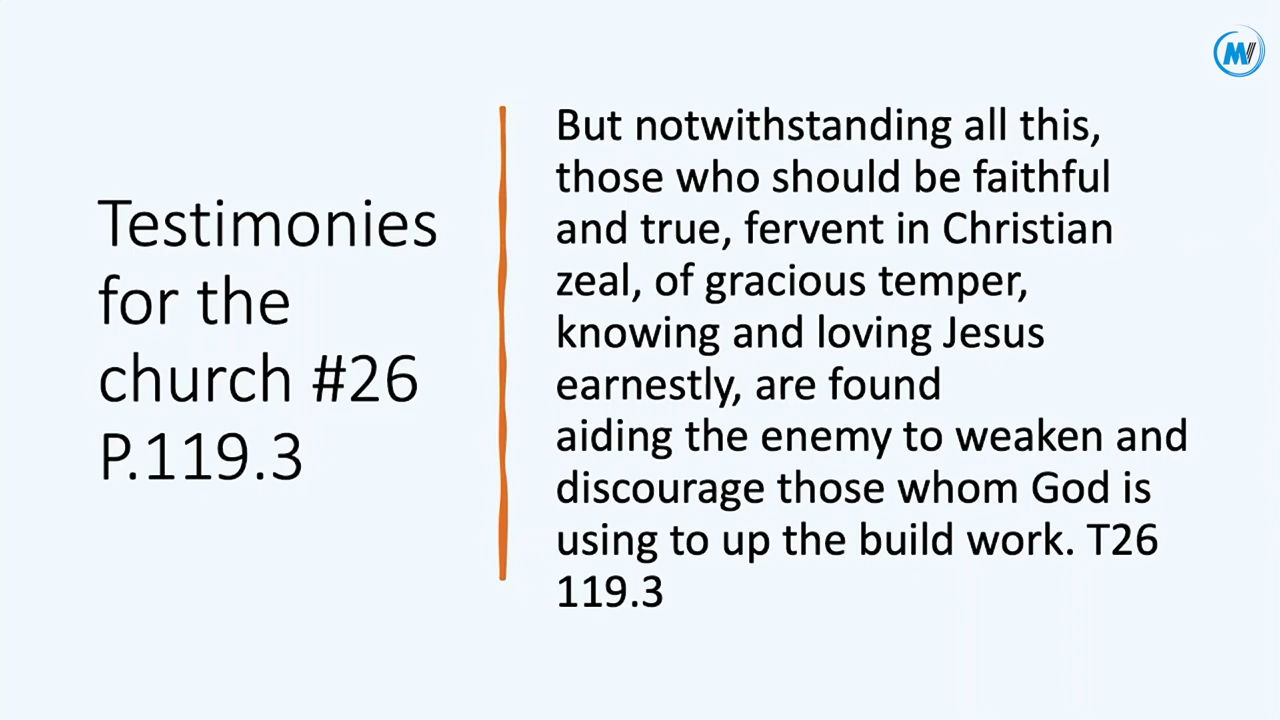 Testimonies
for the
church #26
P.119.3
But notwithstanding all this,
those who should be faithful
and true, fervent in Christian
zeal, of gracious temper,
knowing and loving Jesus
earnestly, are found
aiding the enemy to weaken and
discourage those whom God is
using to up the build work. T26
119.3
MV